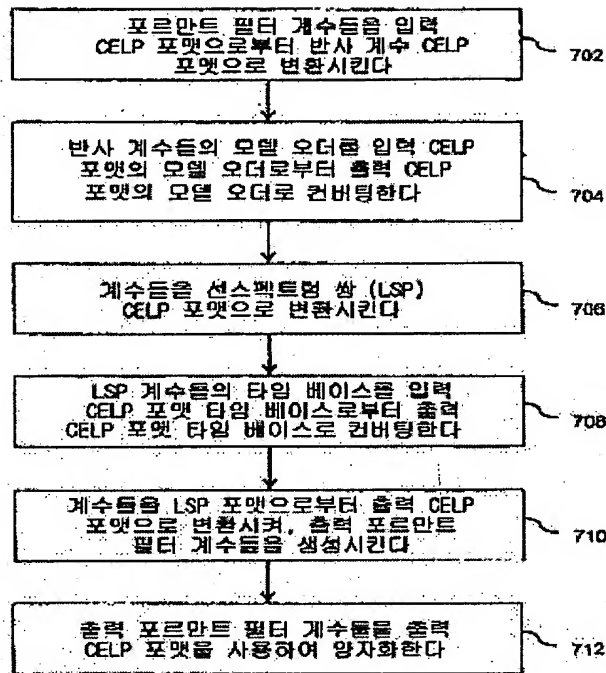 포르만트 필터 계수들을 입력
CELP 포맷으로부터 반사 계수 CELP
포맷으로 변환시킨다
702
반사 계수들의 모델 오더를 입력 CELP
포맷의 모델 오더로부터 출력 CELP
포맷의 모델 오더로 컨버팅한다
704
계수들을 선스펙트럼 쌍 (LSP)
CELP 포맷으로 변환시킨다
706
LSP 계수들의 타임 베이스를 입력
CELP 포맷 타임 베이스로부터 출력
CELP 포맷 타임 베이스로 컨버팅한다
708
계수들을 LSP 포맷으로부터 출력 CELP
포맷으로 변환시켜, 출력 포르만트
필터 계수들을 생성시킨다
710
출력 포르만트 필터 계수들을 출력
CELP 포맷을 사용하여 양자화한다
712